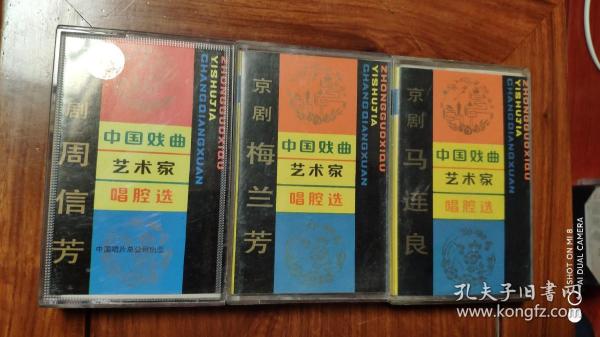 剧周信芳
中国戏曲
艺术家
唱腔选
中国唱片总公司出版
ZHONGGUOXIQU
YISHUJIA
CHANGQIANGXUAN
京剧 梅兰芳
中国戏曲
艺术家
唱腔选
ZHONGGUOXIQU
YISHUJIA
CHANGQIANGXUAN
京剧 马连良
中国戏曲
艺术家
唱腔选
ZHONGGUOXIQU
YISHUJIA
CHANGQIANGXUAN
SHOT ON MI 8
AI DUAL CAMERA
孔夫子旧书网
www.kongfz.com